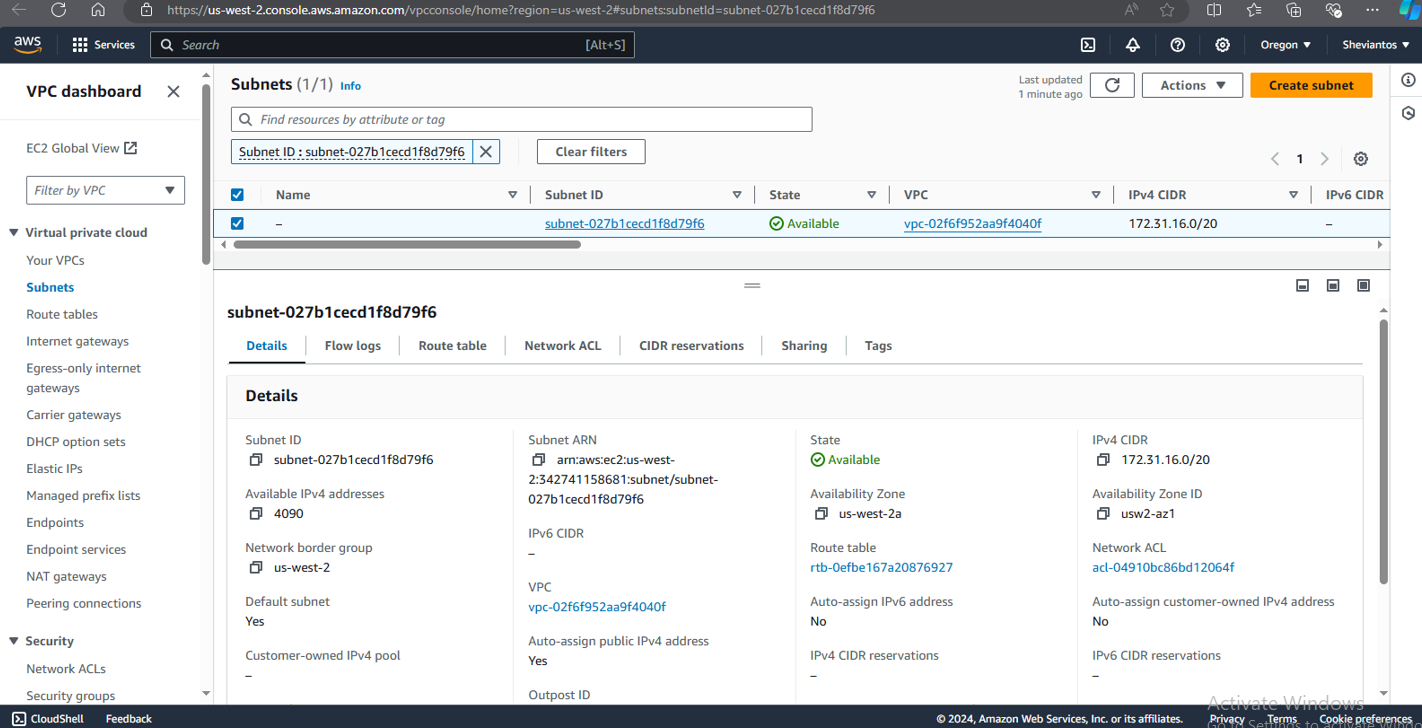 https://us-west-2.console.aws.amazon.com/vpcconsole/home?region=us-west-2#subnets:subnetId=subnet-027b1cecd1f8d79f6
aws
Services
Search
[Alt+S]
Oregon
Sheviantos
VPC dashboard
EC2 Global View
Filter by VPC
Virtual private cloud
Your VPCs
Subnets
Route tables
Internet gateways
Egress-only internet
gateways
Carrier gateways
DHCP option sets
Elastic IPs
Managed prefix lists
Endpoints
Endpoint services
NAT gateways
Peering connections
Security
Network ACLs
Security groups
Subnets (1/1) Info
Last updated
1 minute ago
Actions
Create subnet
Find resources by attribute or tag
Subnet ID : subnet-027b1cecd1f8d79f6
Clear filters
1
Name
Subnet ID
State
VPC
IPv4 CIDR
IPv6 CIDR
–
subnet-027b1cecd1f8d79f6
Available
vpc-02f6f952aa9f4040f
172.31.16.0/20
–
subnet-027b1cecd1f8d79f6
Details
Flow logs
Route table
Network ACL
CIDR reservations
Sharing
Tags
Details
Subnet ID
subnet-027b1cecd1f8d79f6
Available IPv4 addresses
4090
Network border group
us-west-2
Default subnet
Yes
Customer-owned IPv4 pool
–
Subnet ARN
arn:aws:ec2:us-west-
2:342741158681:subnet/subnet-
027b1cecd1f8d79f6
IPv6 CIDR
–
VPC
vpc-02f6f952aa9f4040f
Auto-assign public IPv4 address
Yes
Outpost ID
State
Available
Availability Zone
us-west-2a
Route table
rtb-0efbe167a20876927
Auto-assign IPv6 address
No
IPv4 CIDR reservations
–
IPv4 CIDR
172.31.16.0/20
Availability Zone ID
usw2-az1
Network ACL
acl-04910bc86bd12064f
Auto-assign customer-owned IPv4 address
No
IPv6 CIDR reservations
–
Activate Windows
Go to Settings to activate Windo
CloudShell
Feedback
© 2024, Amazon Web Services, Inc. or its affiliates.
Privacy
Terms
Cookie preferences